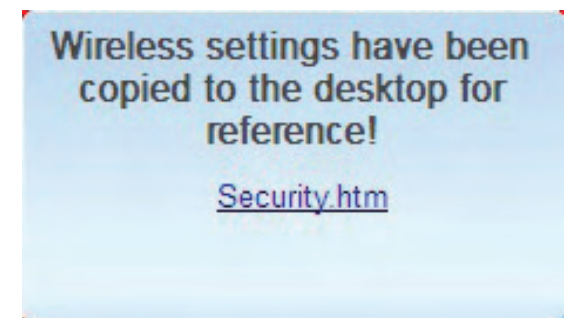 Wireless settings have been
copied to the desktop for
reference!
Security.htm